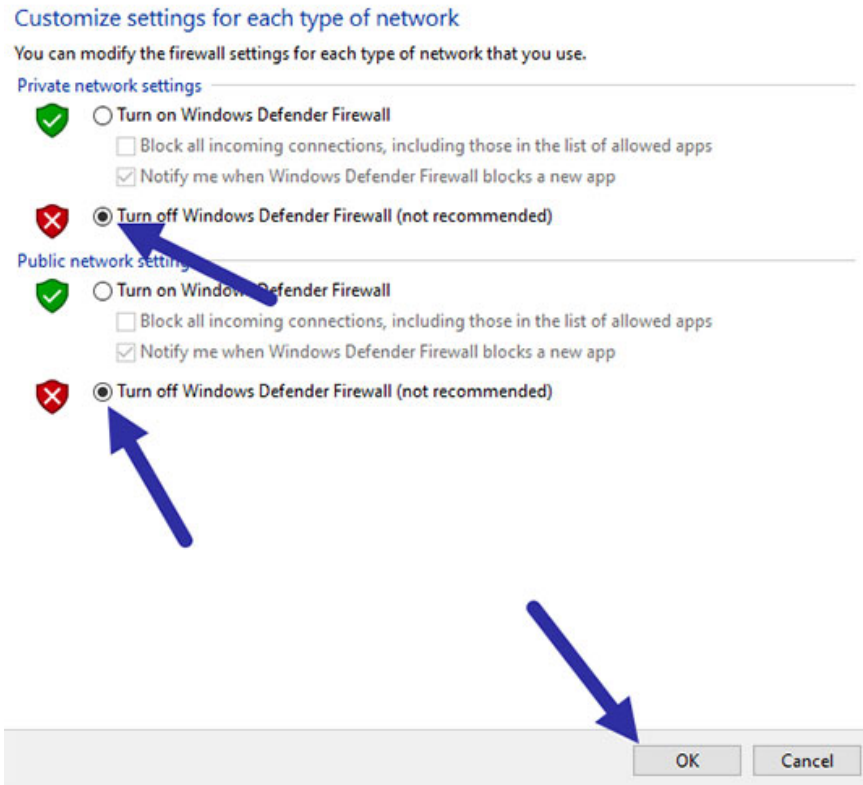 Customize settings for each type of network
You can modify the firewall settings for each type of network that you use.
Private network settings
Turn on Windows Defender Firewall
Block all incoming connections, including those in the list of allowed apps
Notify me when Windows Defender Firewall blocks a new app
Turn off Windows Defender Firewall (not recommended)
Public network settings
Turn on Windows Defender Firewall
Block all incoming connections, including those in the list of allowed apps
Notify me when Windows Defender Firewall blocks a new app
Turn off Windows Defender Firewall (not recommended)
OK Cancel